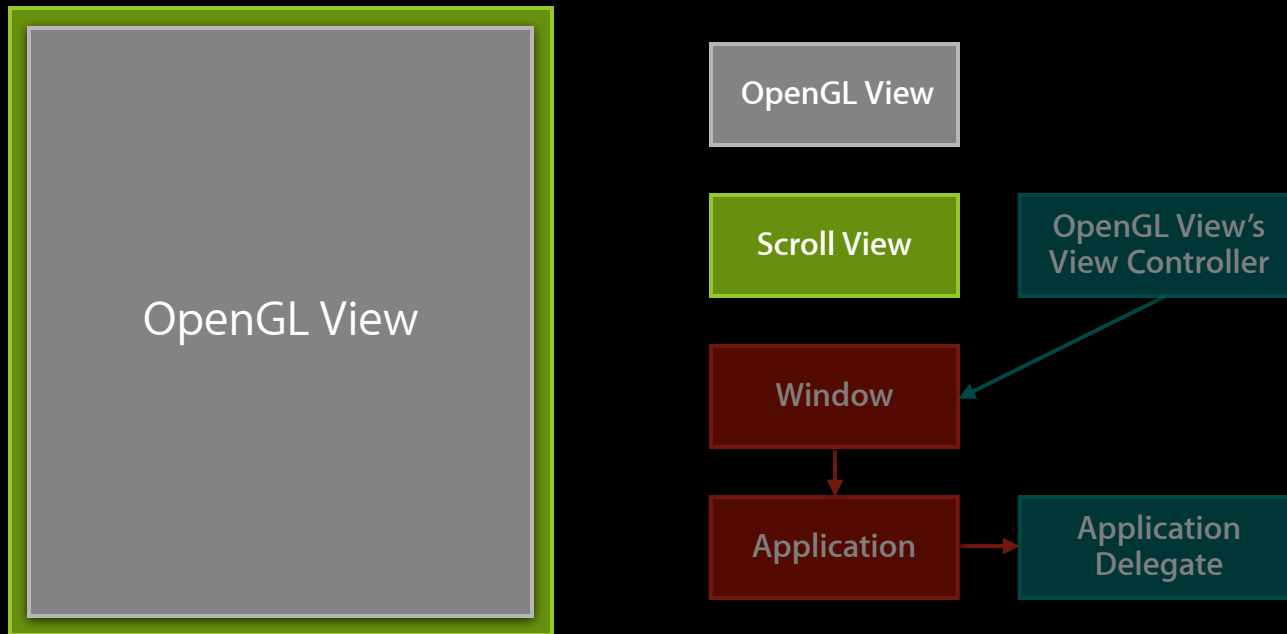 OpenGL View
OpenGL View
Scroll View
OpenGL View’s
View Controller
Window
Application
Application
Delegate